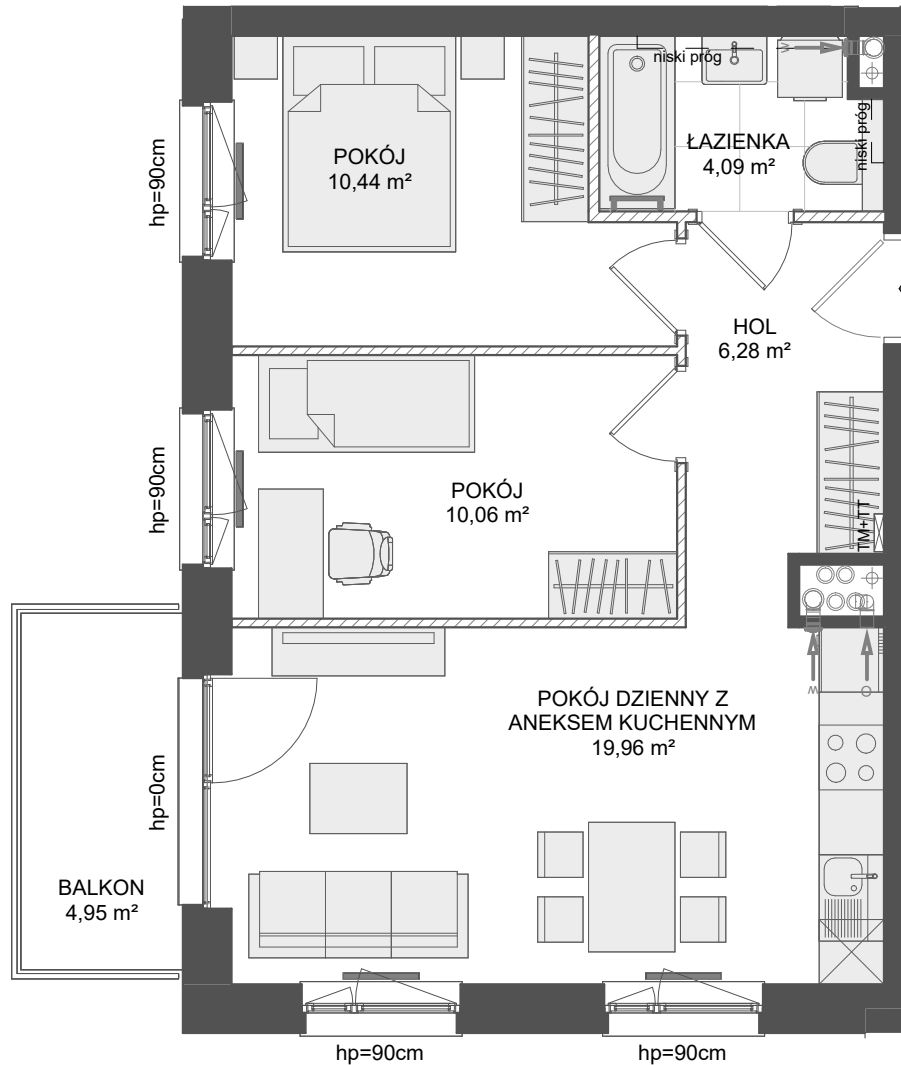 niski próg
W
ŁAZIENKA
4,09 m²
niski próg
POKÓJ
10,44 m²
hp=90cm
HOL
6,28 m²
POKÓJ
10,06 m²
hp=90cm
TM+TT
W
O
POKÓJ DZIENNY Z
ANEKSEM KUCHENNYM
19,96 m²
hp=0cm
BALKON
4,95 m²
hp=90cm
hp=90cm